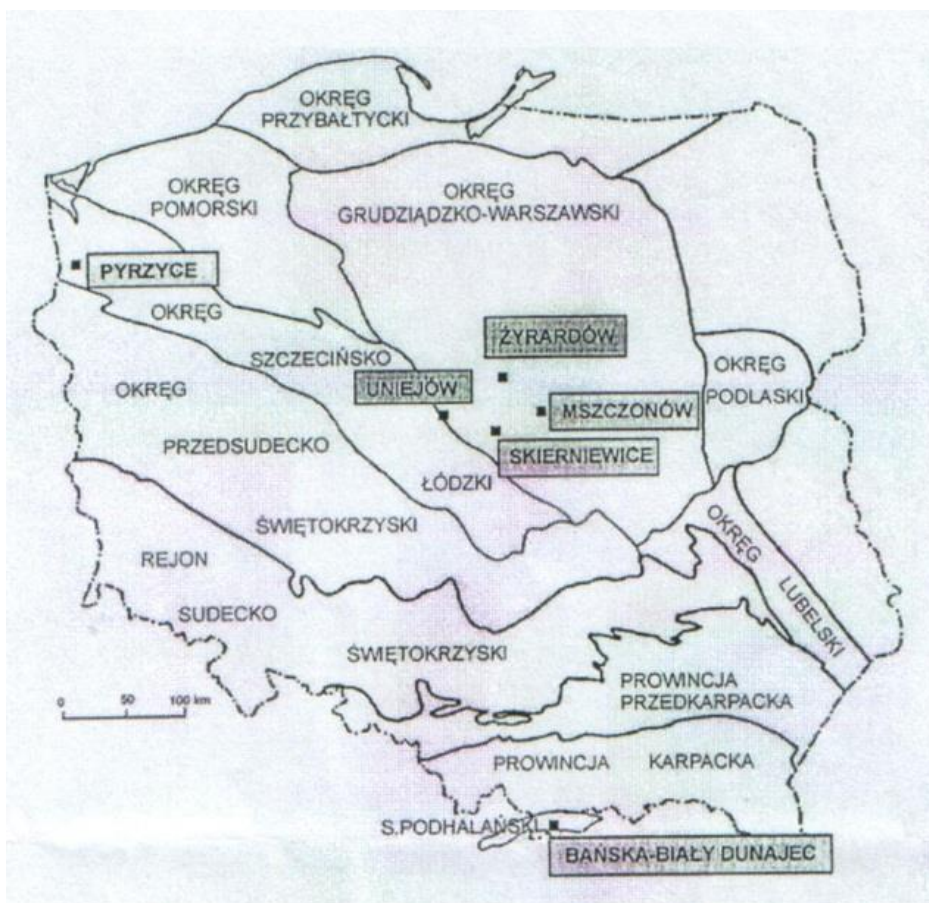 OKRĘG
PRZYBAŁTYCKI
OKRĘG
POMORSKI
OKRĘG
GRUDZIĄDZKO-WARSZAWSKI
PYRZYCE
OKRĘG
SZCZECIŃSKO
ŻYRARDÓW
UNIEJÓW
OKRĘG
PODLASKI
OKRĘG
MSZCZONÓW
SKIERNIEWICE
PRZEDSUDECKO
ŁÓDZKI
ŚWIĘTOKRZYSKI
OKRĘG
LUBELSKI
REJON
SUDECKO
ŚWIĘTOKRZYSKI
PROWINCJA
PRZEDKARPACKA
0 50 100 km
PROWINCJA KARPACKA
S.PODHALAŃSKI
BAŃSKA-BIAŁY DUNAJEC